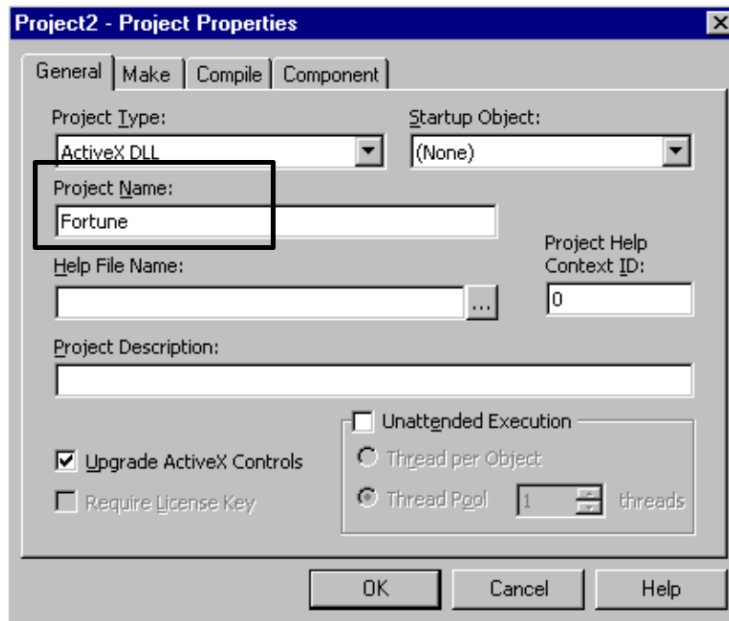 Project2 - Project Properties
General Make Compile Component
Project Type: Startup Object:
ActiveX DLL (None)
Project Name:
Fortune
Project Help
Help File Name: Context ID:
... 0
Project Description:
Unattended Execution
Upgrade ActiveX Controls Thread per Object
Require License Key Thread Pool 1 threads
OK Cancel Help